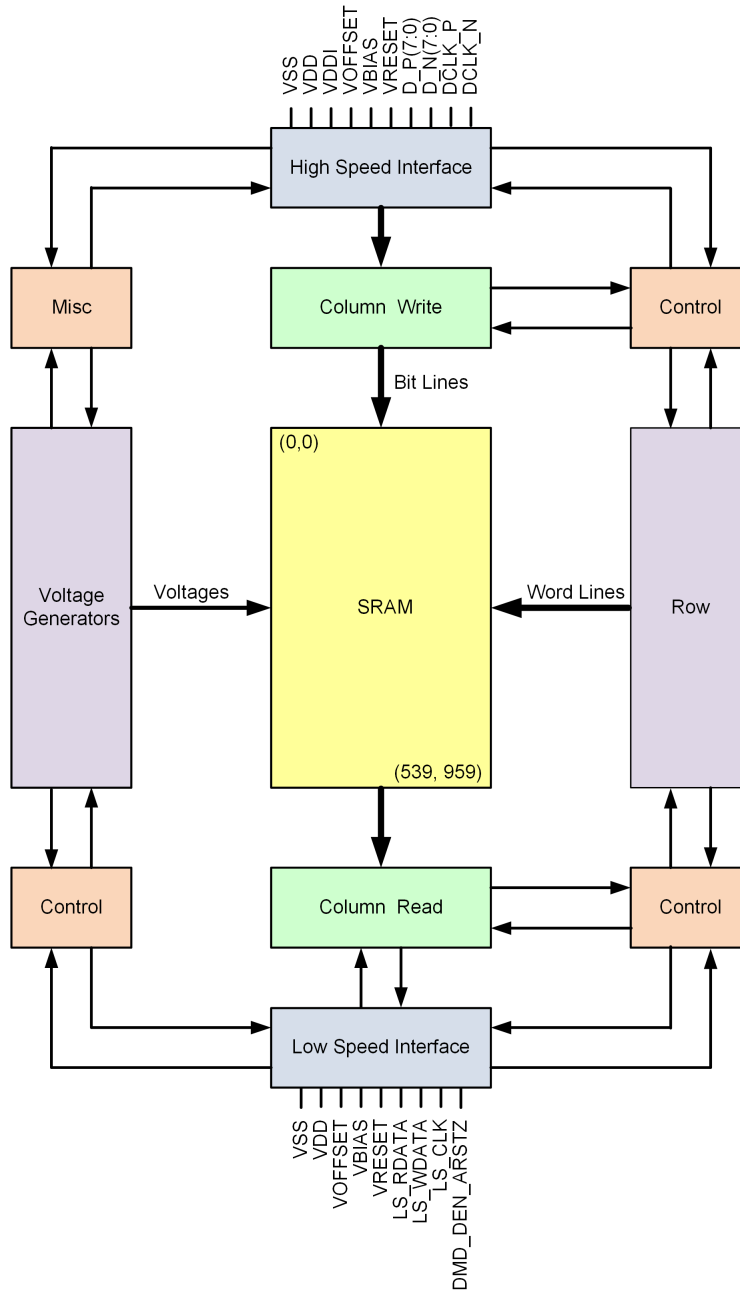 VSS
VDD
VDDI
VOFFSET
VBIAS
VRESET
D_P(7:0)
D_N(7:0)
DCLK_P
DCLK_N
High Speed Interface
Misc
Column Write
Control
Bit Lines
(0,0)
Voltage
Generators
Voltages
SRAM
Word Lines
Row
(539, 959)
Control
Column Read
Control
Low Speed Interface
VSS
VDD
VOFFSET
VBIAS
VRESET
LS_RDATA
LS_WDATA
LS_CLK
DMD_DEN_ARSTZ